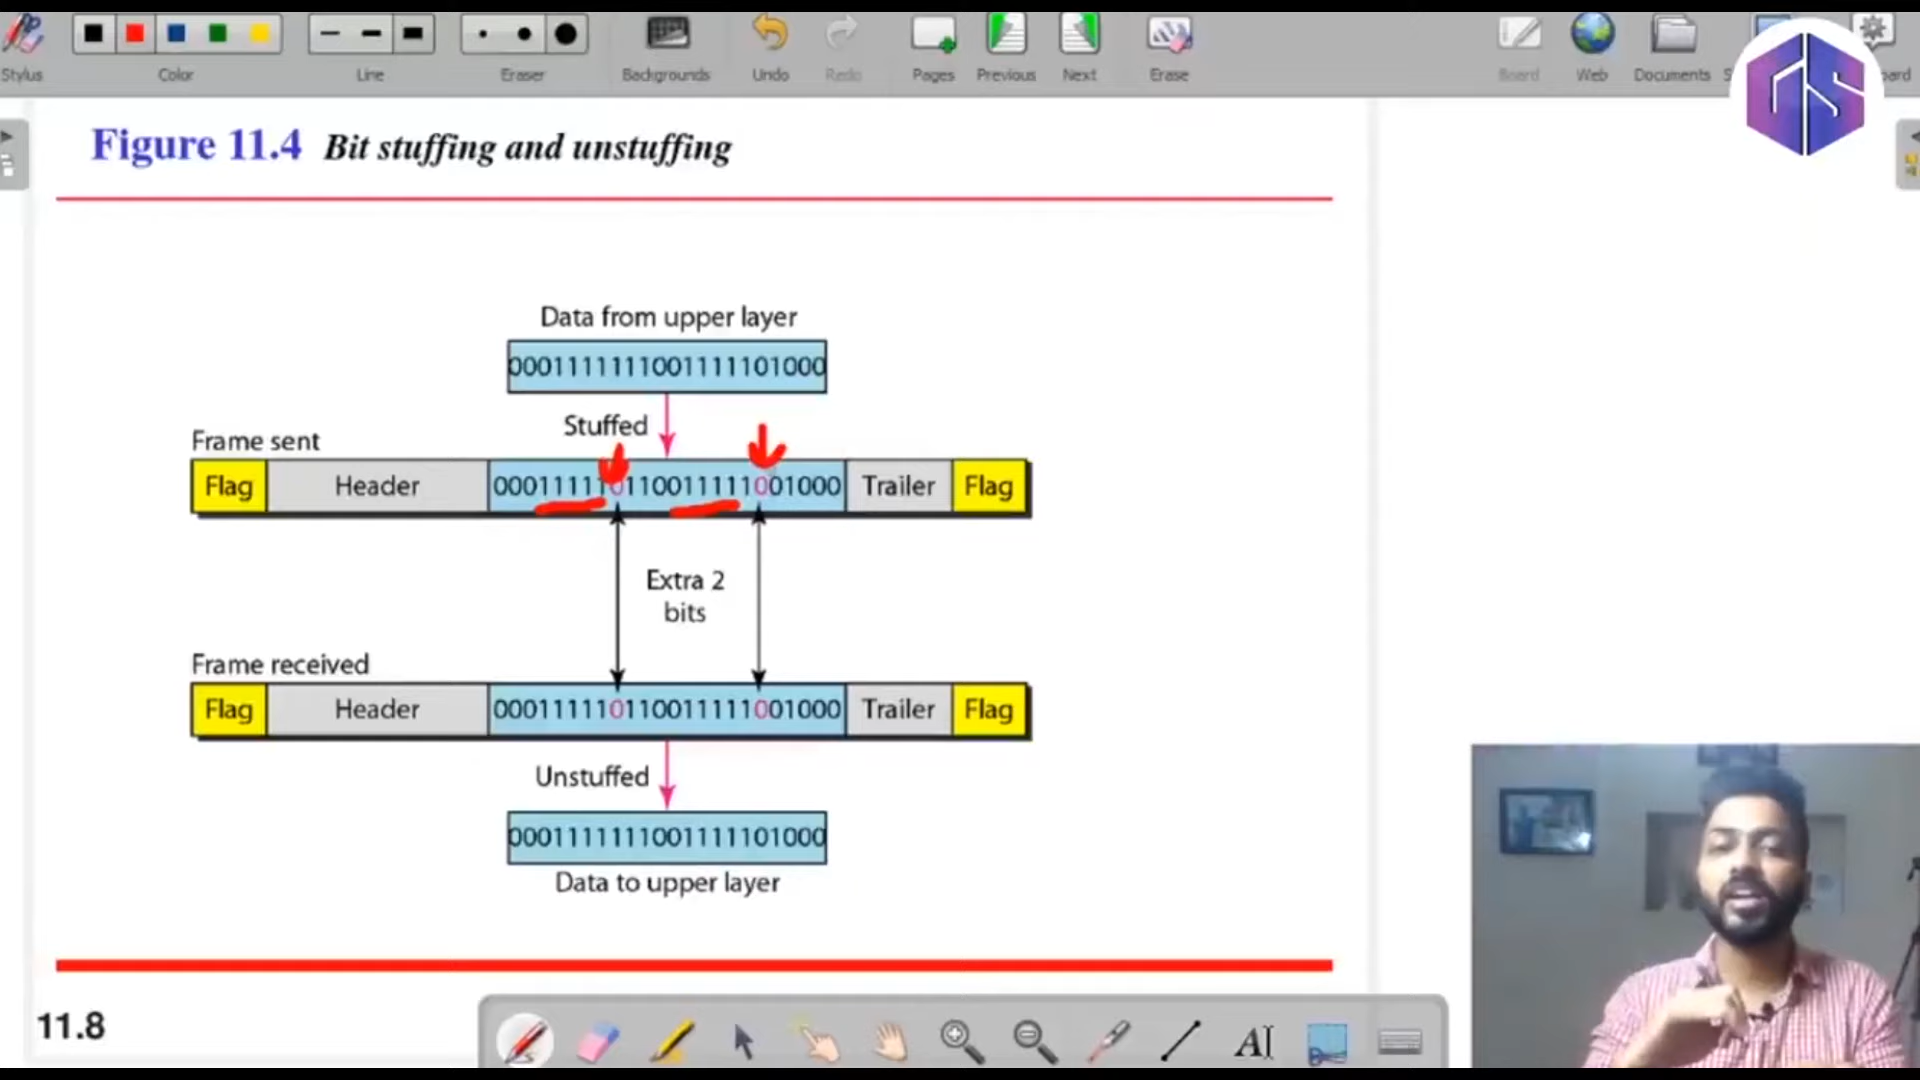 Stylus Color Line Eraser Backgrounds Undo Redo Pages Previous Next Erase Board Web Documents
Figure 11.4 Bit stuffing and unstuffing
Data from upper layer
0001111111001111101000
Stuffed
Frame sent
Flag Header 000111110110011111001000 Trailer Flag
Extra 2
bits
Frame received
Flag Header 000111110110011111001000 Trailer Flag
Unstuffed
0001111111001111101000
Data to upper layer
11.8